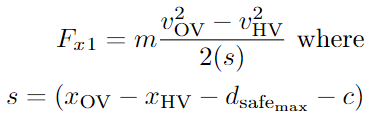 F_{x1} = m \frac{v_{OV}^2 - v_{HV}^2}{2(s)} where
s = (x_{OV} - x_{HV} - d_{safe_{max}} - c)